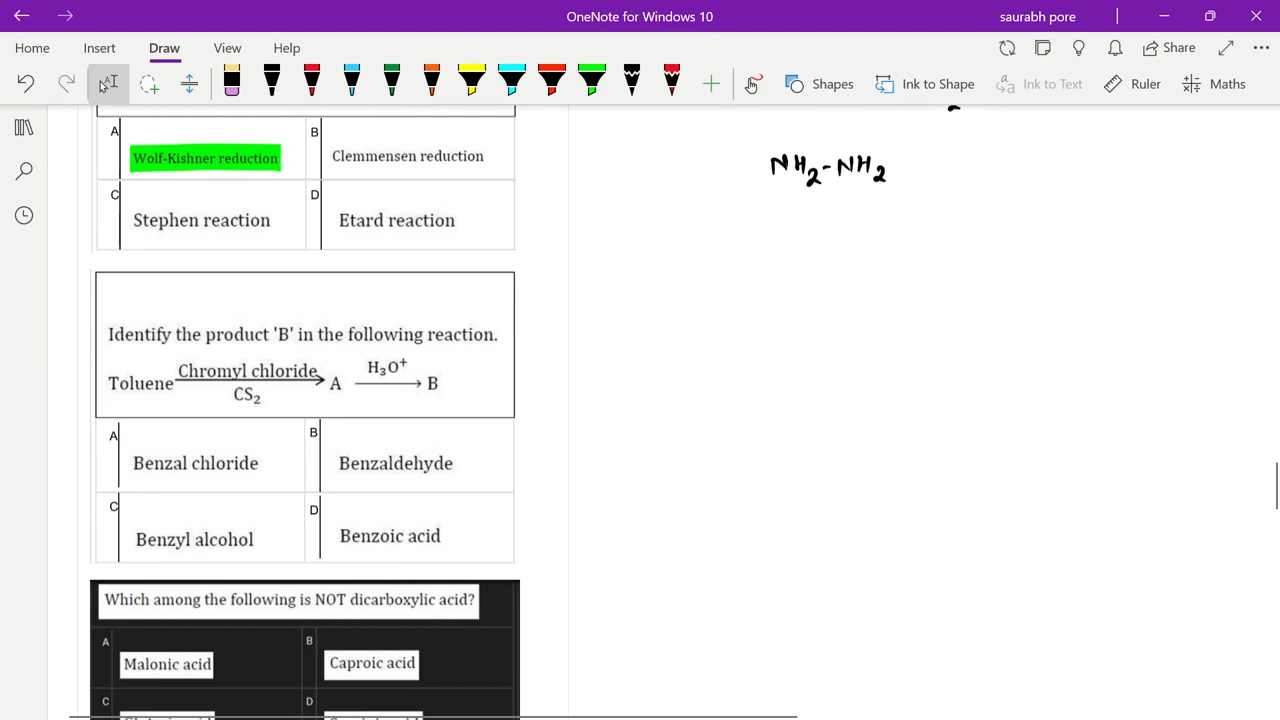 OneNote for Windows 10
saurabh pore
Home Insert Draw View Help
Share
Shapes Ink to Shape Ink to Text Ruler Maths
2
NH2-NH2
A Wolf-Kishner reduction B Clemmensen reduction
C Stephen reaction D Etard reaction
Identify the product 'B' in the following reaction.
Toluene Chromyl chloride CS₂ → A H₃O⁺ → B
A Benzal chloride B Benzaldehyde
C Benzyl alcohol D Benzoic acid
Which among the following is NOT dicarboxylic acid?
A Malonic acid B Caproic acid
C D